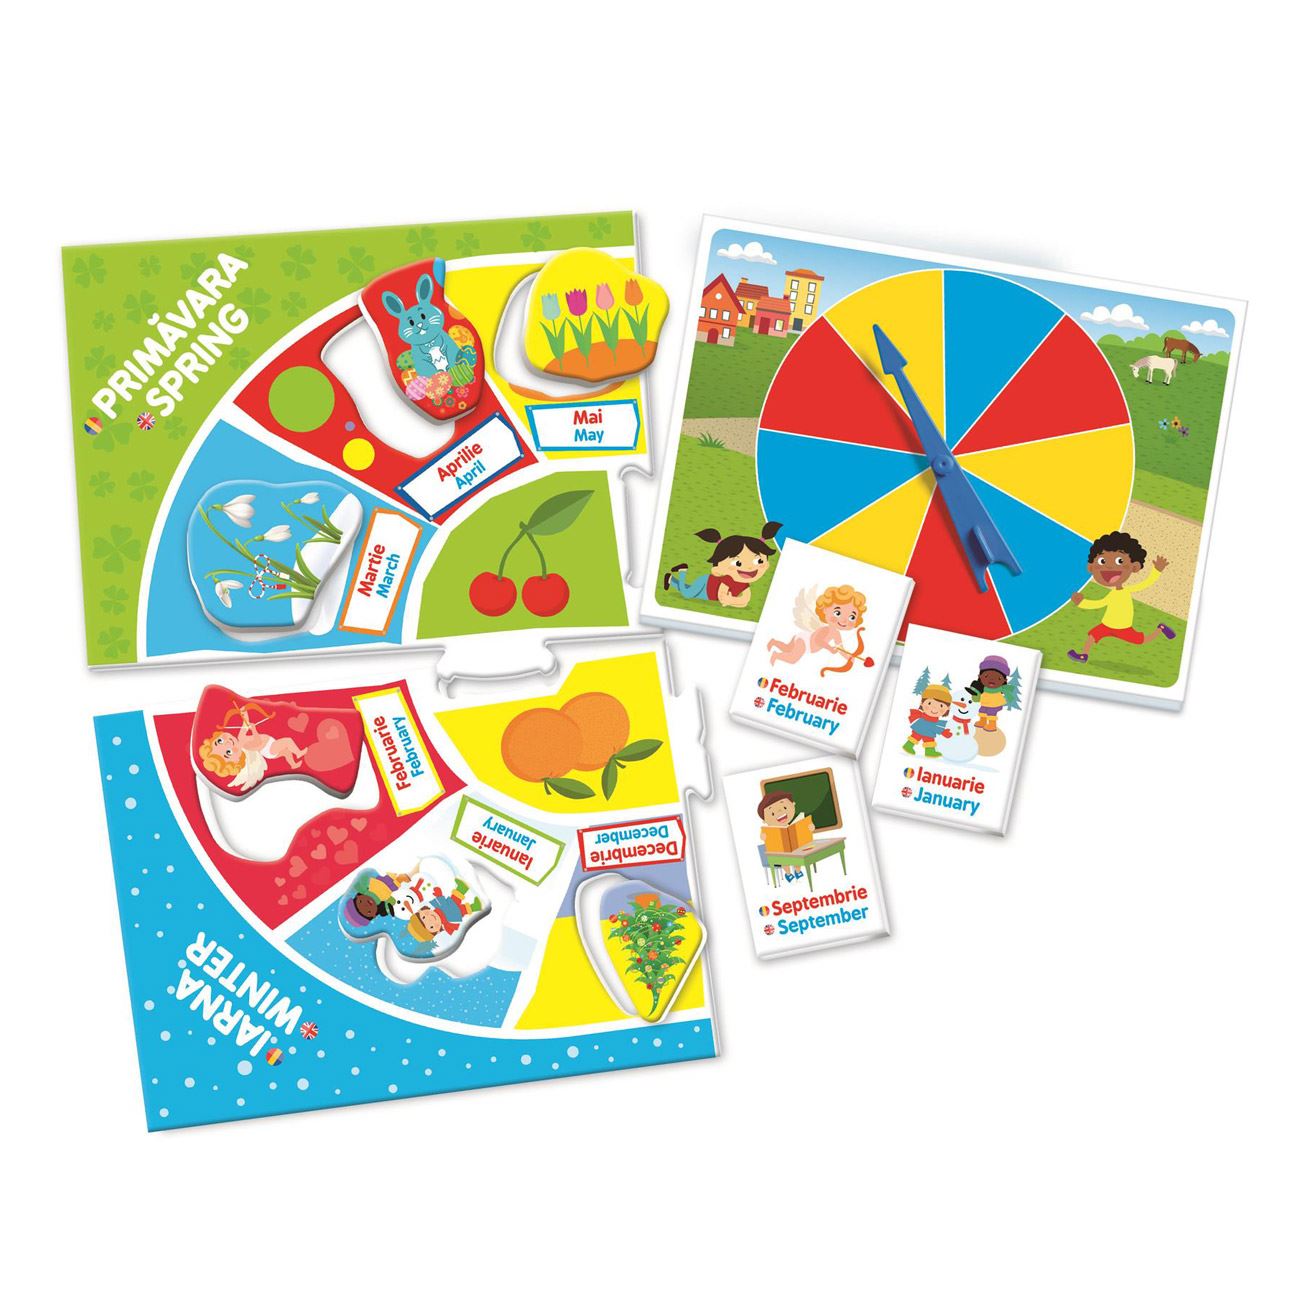 PRIMĂVARA
SPRING
Mai
May
Aprilie
April
Martie
March
Februarie
February
Ianuarie
January
Decembrie
December
IARNA
WINTER
Februarie
February
Ianuarie
January
Septembrie
September